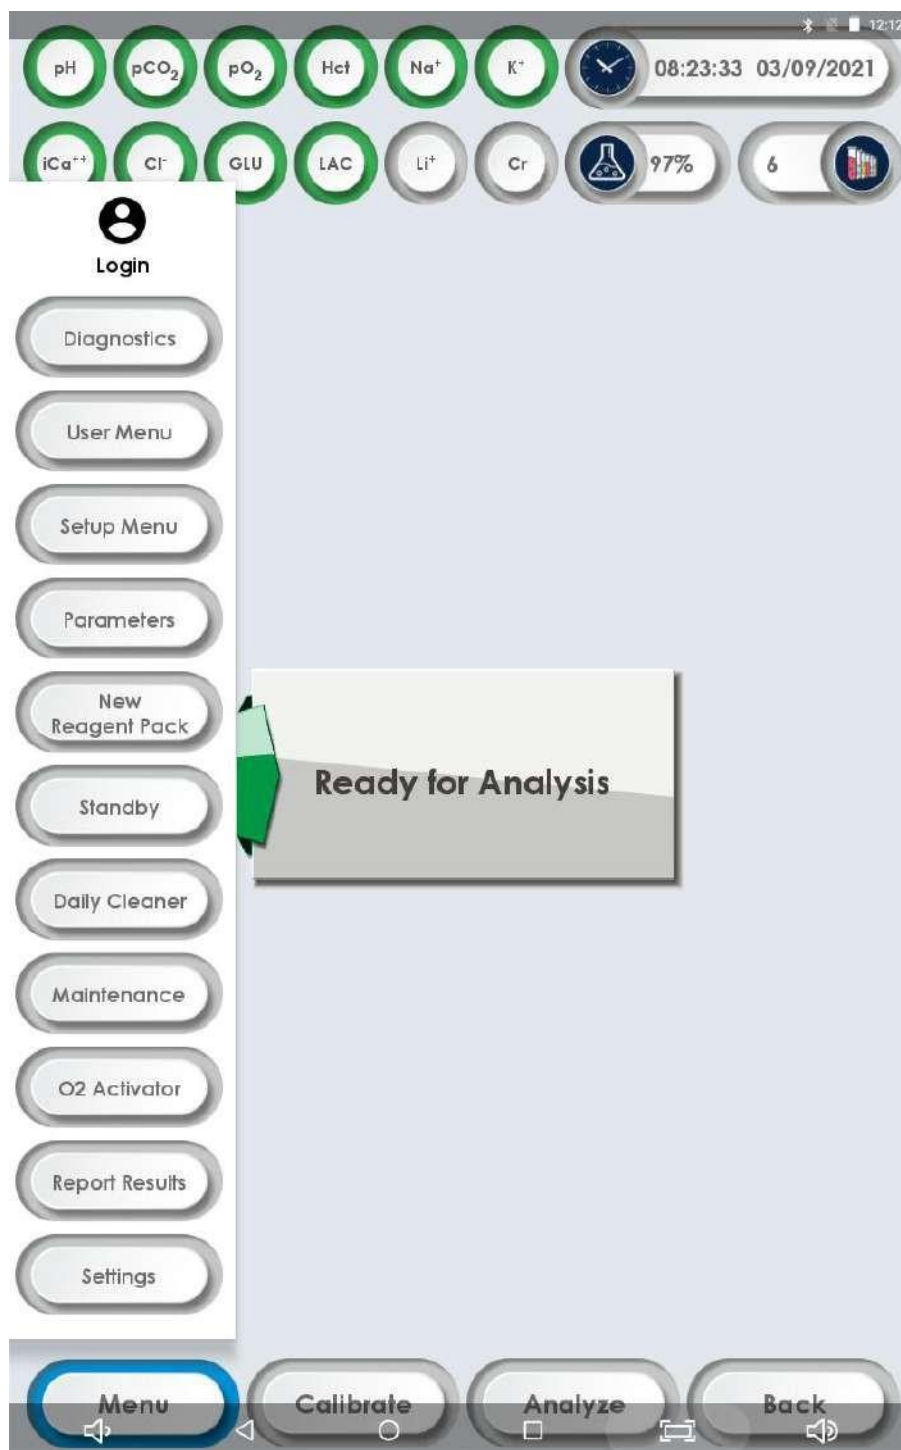 12:12
pH pCO₂ pO₂ Hct Na⁺ K⁺ 08:23:33 03/09/2021
iCa⁺⁺ Cl⁻ GLU LAC Li⁺ Cr 97% 6
Login
Diagnostics
User Menu
Setup Menu
Parameters
New
Reagent Pack
Ready for Analysis
Standby
Daily Cleaner
Maintenance
O2 Activator
Report Results
Settings
Menu Calibrate Analyze Back